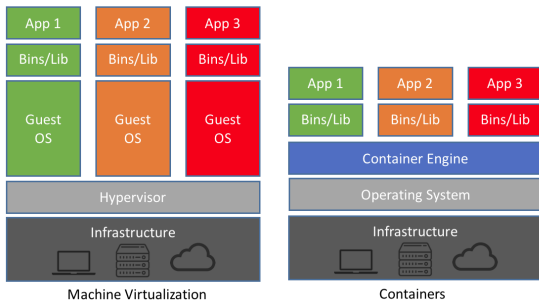 App 1
App 2
App 3
Bins/Lib
Bins/Lib
Bins/Lib
Guest
OS
Guest
OS
Guest
OS
Hypervisor
Infrastructure
Machine Virtualization
App 1
App 2
App 3
Bins/Lib
Bins/Lib
Bins/Lib
Container Engine
Operating System
Infrastructure
Containers